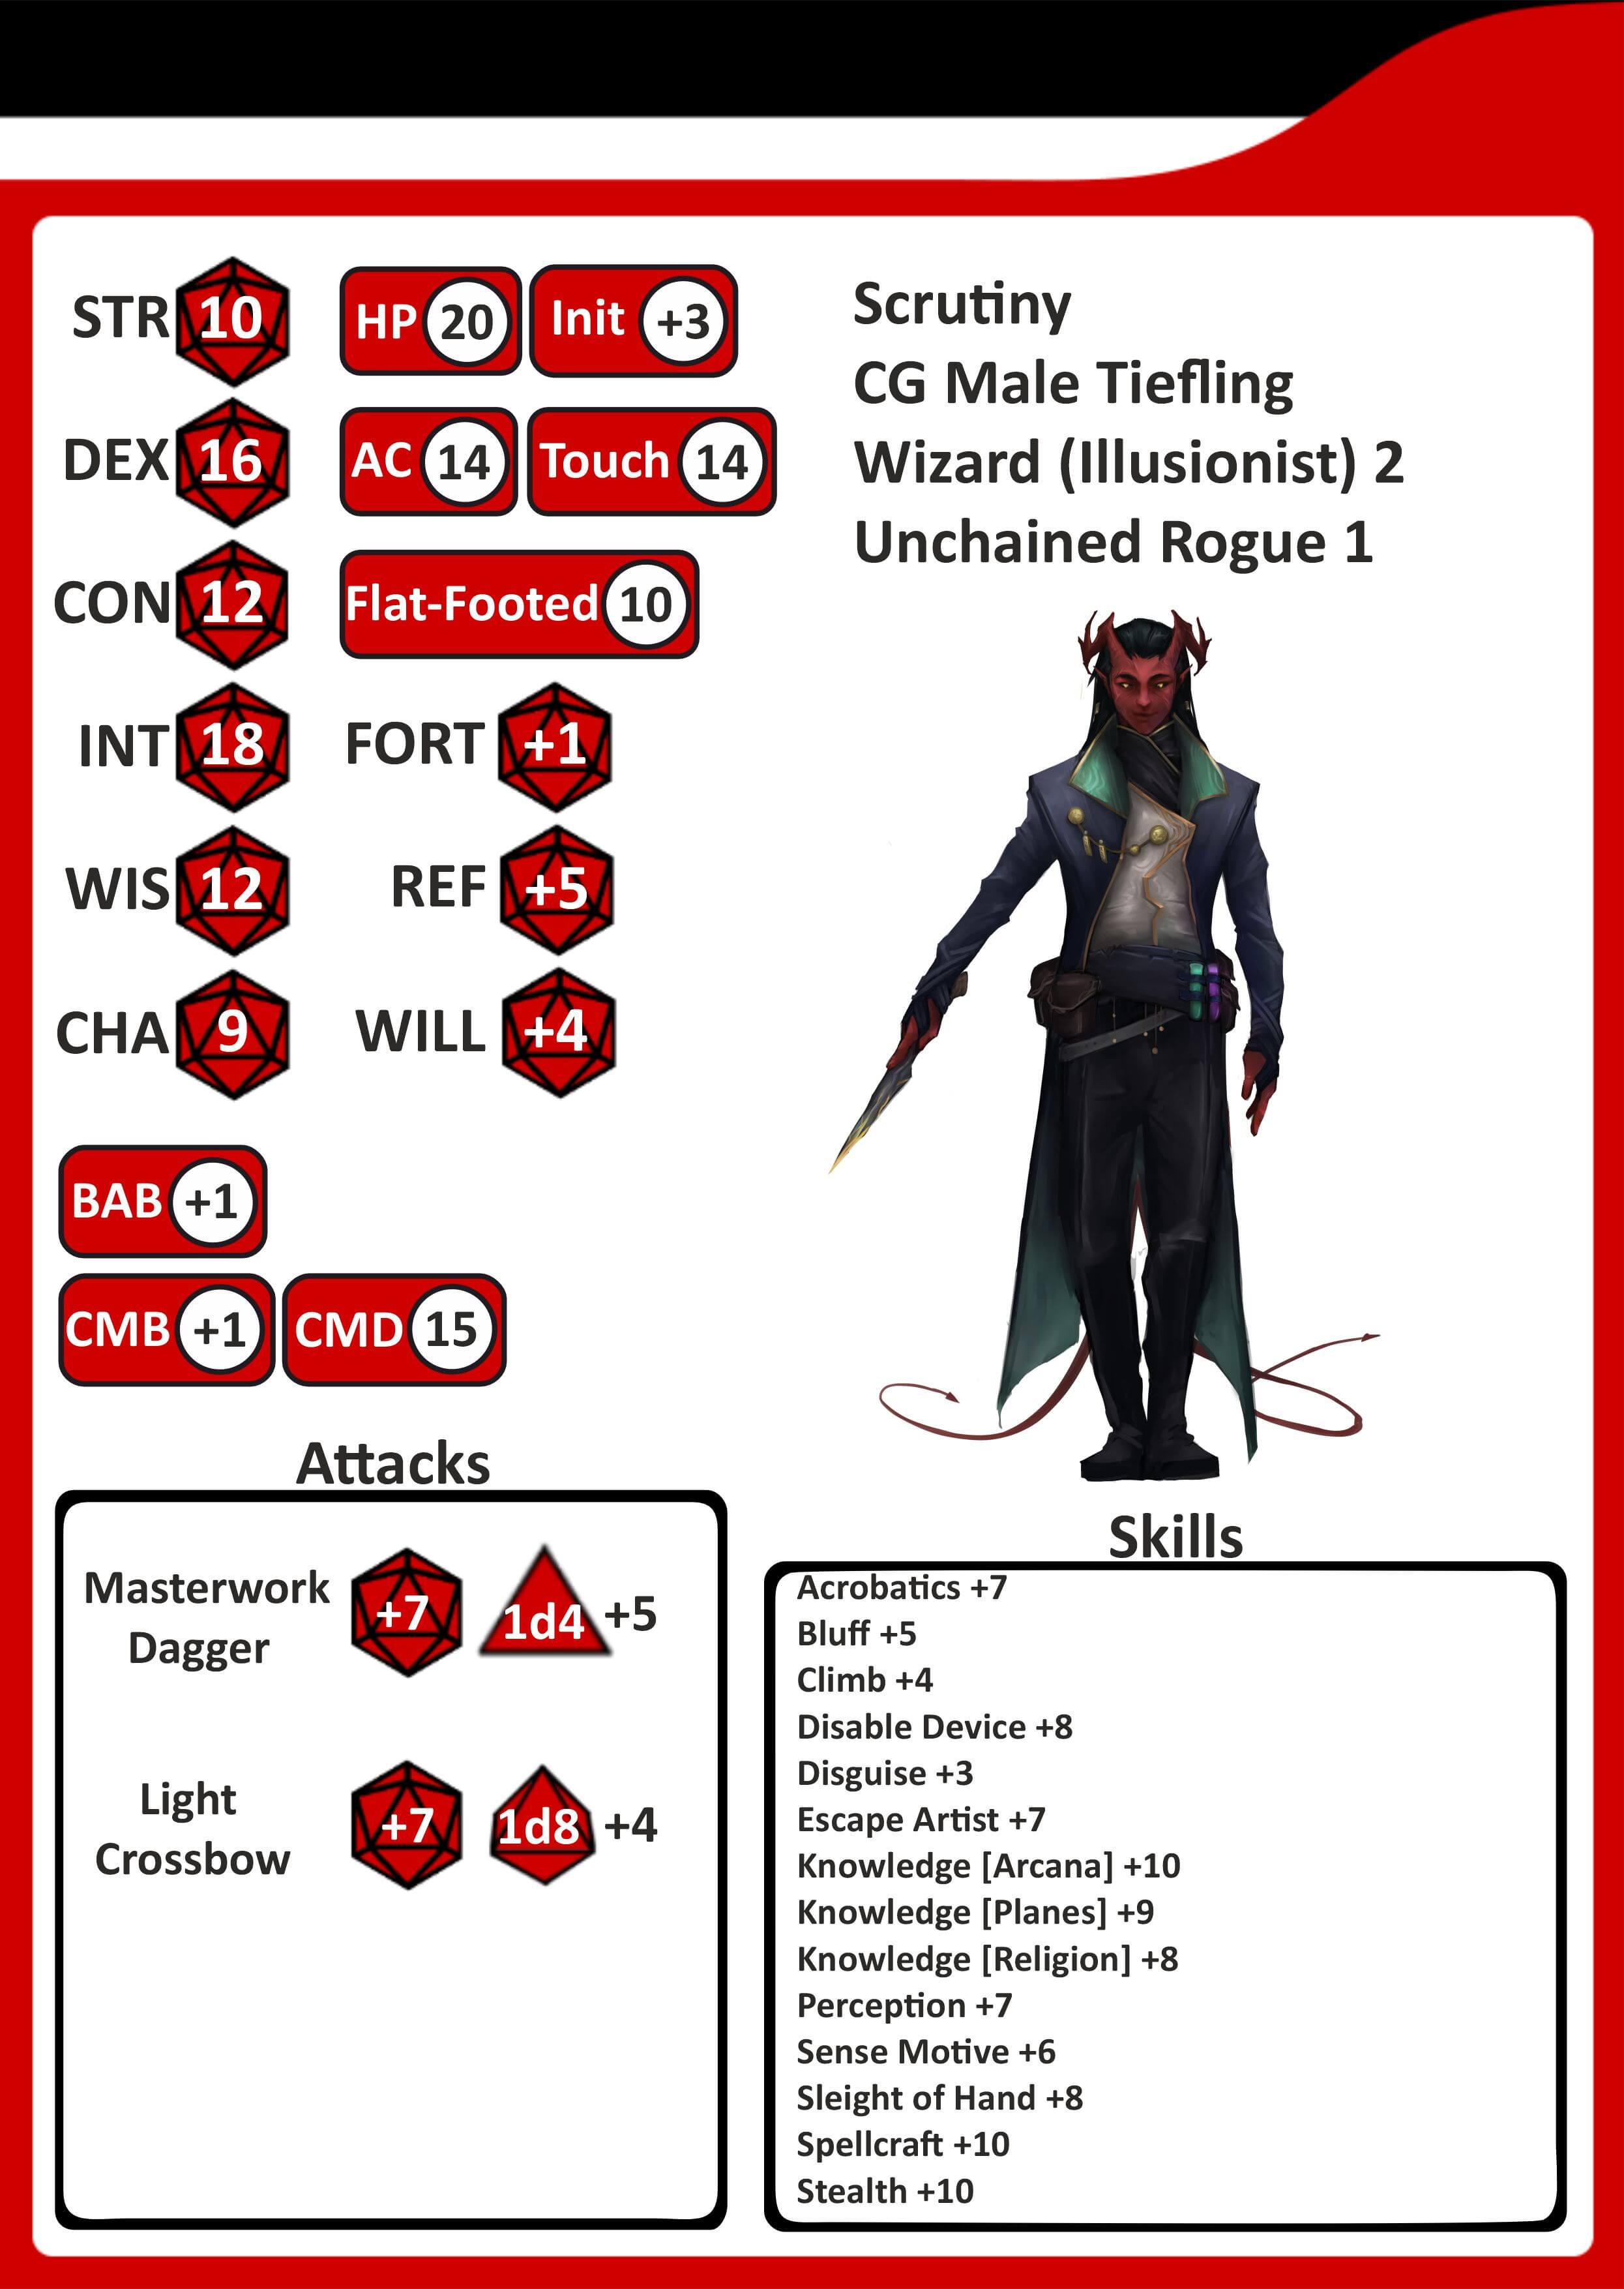 STR 10
HP 20
Init +3
DEX 16
AC 14
Touch 14
CON 12
Flat-Footed 10
INT 18
FORT +1
WIS 12
REF +5
CHA 9
WILL +4
BAB +1
CMB +1
CMD 15
Scrutiny
CG Male Tiefling
Wizard (Illusionist) 2
Unchained Rogue 1
Attacks
Masterwork
Dagger
+7 1d4 +5
Light
Crossbow
+7 1d8 +4
Skills
Acrobatics +7
Bluff +5
Climb +4
Disable Device +8
Disguise +3
Escape Artist +7
Knowledge [Arcana] +10
Knowledge [Planes] +9
Knowledge [Religion] +8
Perception +7
Sense Motive +6
Sleight of Hand +8
Spellcraft +10
Stealth +10